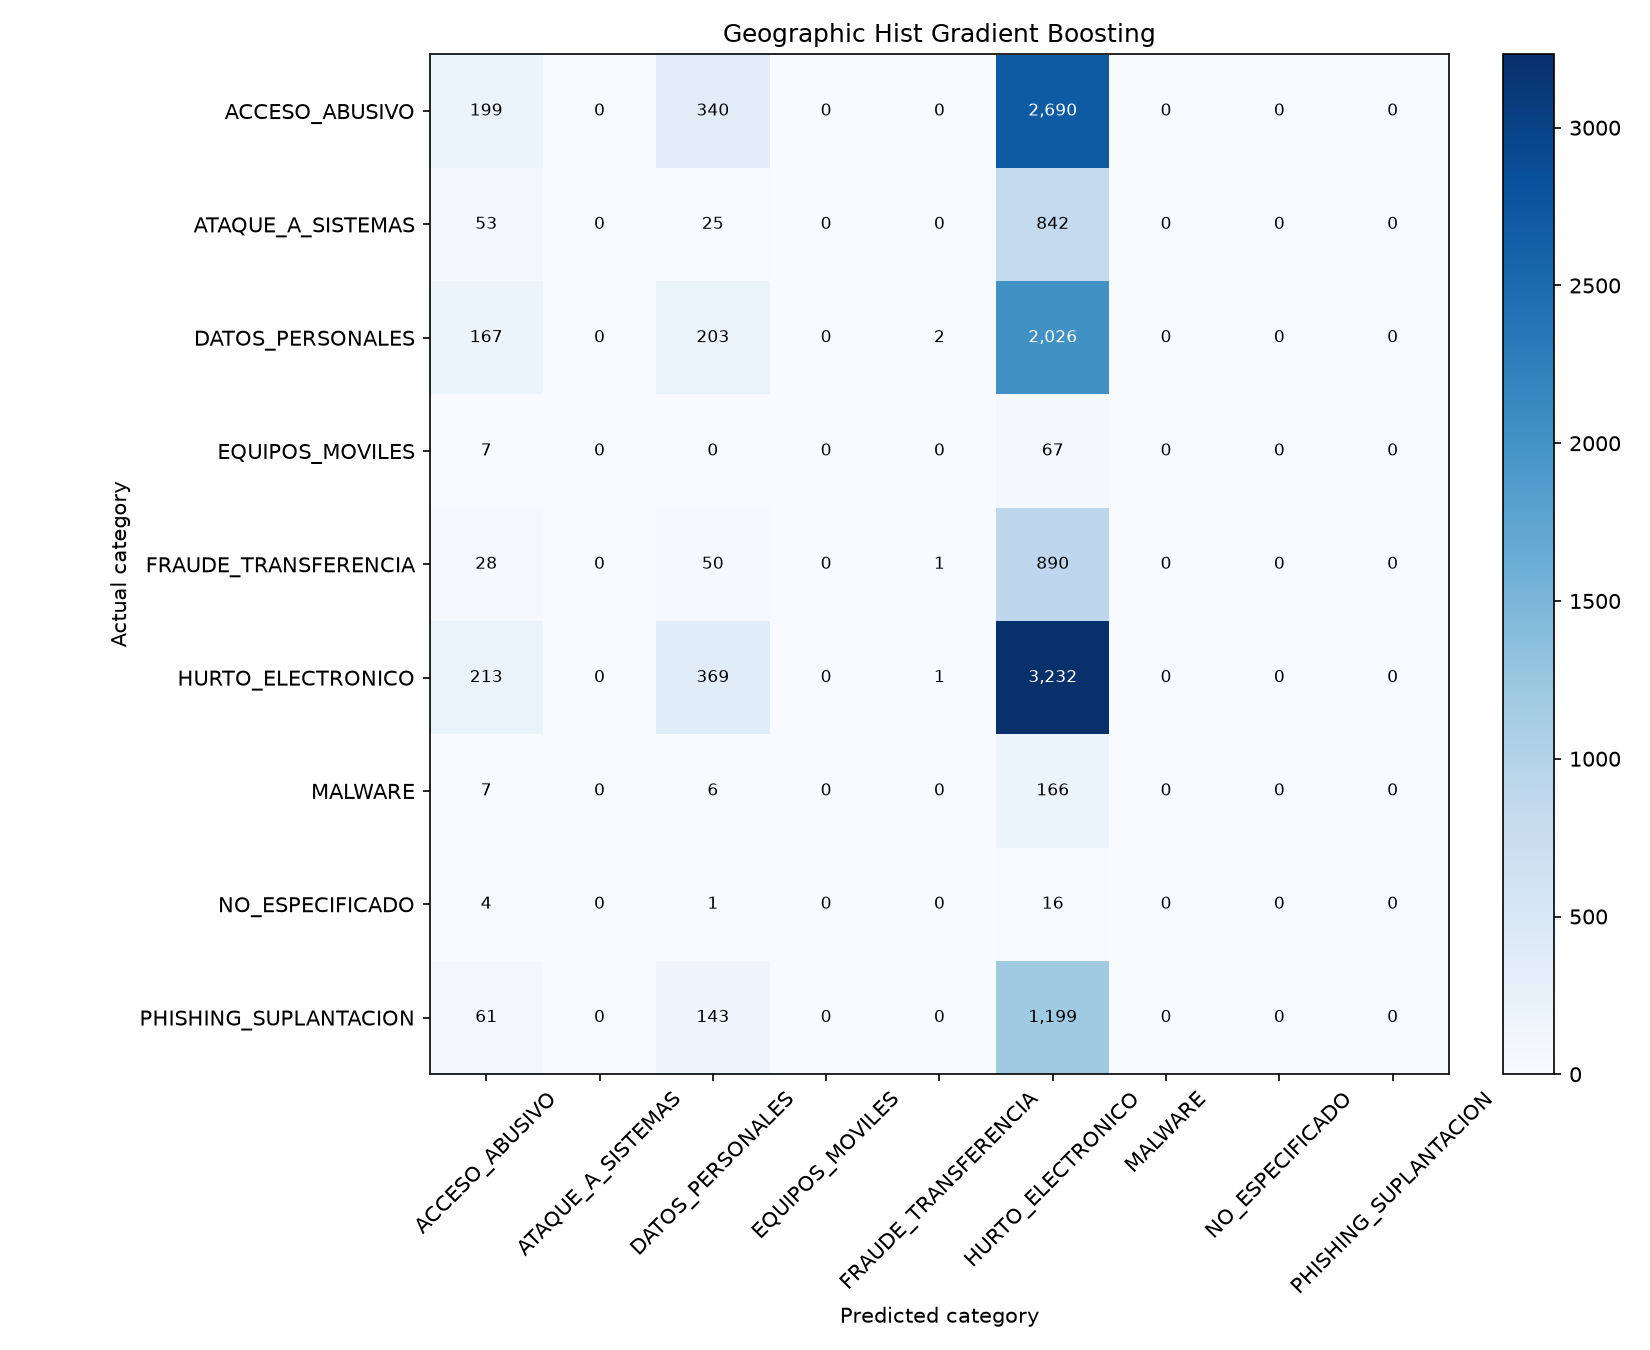 Geographic Hist Gradient Boosting
ACCESO_ABUSIVO 199 0 340 0 0 2,690 0 0 0
ATAQUE_A_SISTEMAS 53 0 25 0 0 842 0 0 0
DATOS_PERSONALES 167 0 203 0 2 2,026 0 0 0
EQUIPOS_MOVILES 7 0 0 0 0 67 0 0 0
FRAUDE_TRANSFERENCIA 28 0 50 0 1 890 0 0 0
HURTO_ELECTRONICO 213 0 369 0 1 3,232 0 0 0
MALWARE 7 0 6 0 0 166 0 0 0
NO_ESPECIFICADO 4 0 1 0 0 16 0 0 0
PHISHING_SUPLANTACION 61 0 143 0 0 1,199 0 0 0
Actual category
ACCESO_ABUSIVO
ATAQUE_A_SISTEMAS
DATOS_PERSONALES
EQUIPOS_MOVILES
FRAUDE_TRANSFERENCIA
HURTO_ELECTRONICO
MALWARE
NO_ESPECIFICADO
PHISHING_SUPLANTACION
Predicted category
3000
2500
2000
1500
1000
500
0